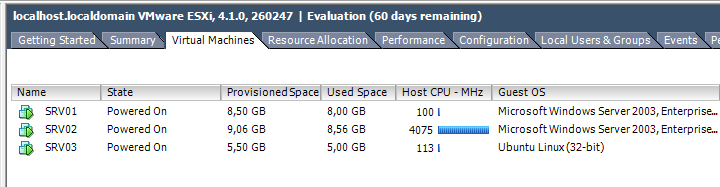 localhost.localdomain VMware ESXi, 4.1.0, 260247 | Evaluation (60 days remaining)
Getting Started Summary Virtual Machines Resource Allocation Performance Configuration Local Users & Groups Events Pe
Name State Provisioned Space Used Space Host CPU - MHz Guest OS
SRV01 Powered On 8,50 GB 8,00 GB 100 Microsoft Windows Server 2003, Enterprise...
SRV02 Powered On 9,06 GB 8,56 GB 4075 Microsoft Windows Server 2003, Enterprise...
SRV03 Powered On 5,50 GB 5,00 GB 113 Ubuntu Linux (32-bit)